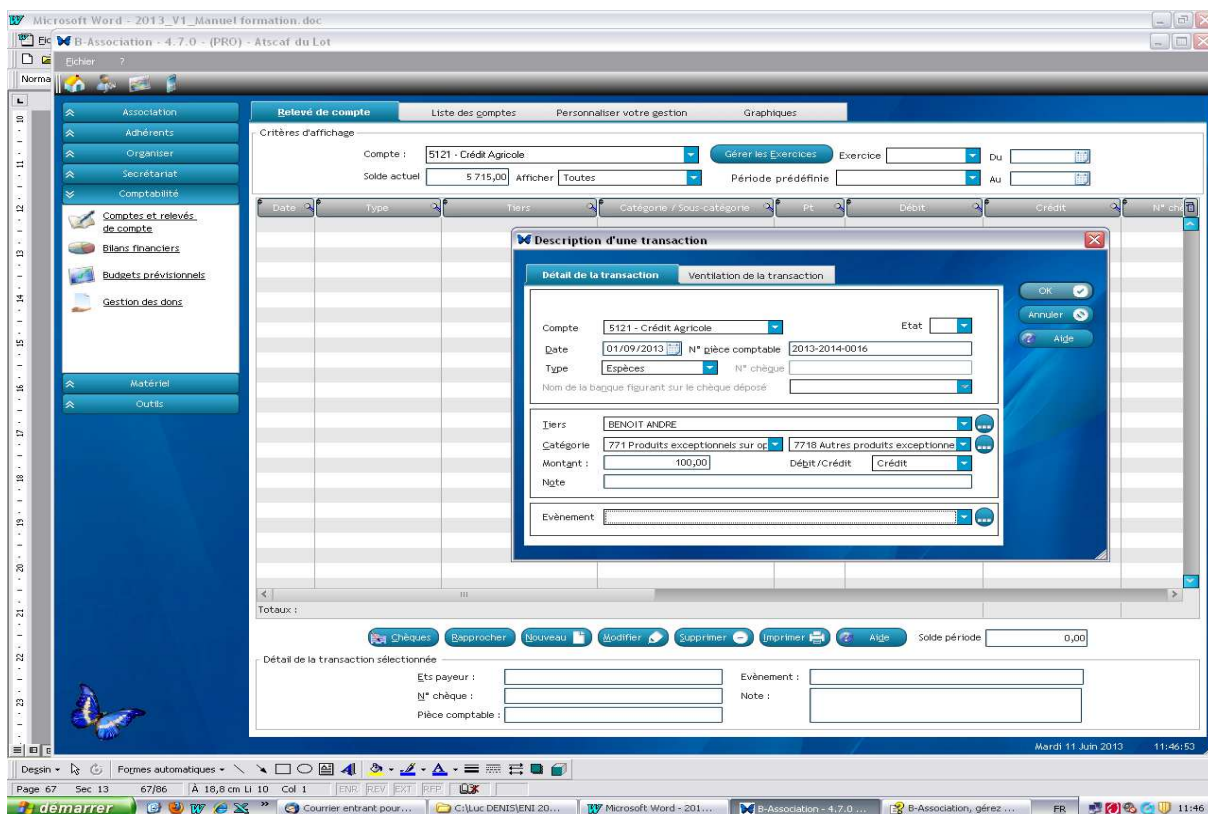 Microsoft Word - 2013_V1_Manuel formation.doc
B-Association - 4.7.0 - (PRO) - Atscaf du Lot
Fichier ?
Norma
Association
Adhérents
Organiser
Secrétariat
Comptabilité
Comptes et relevés
de compte
Bilans financiers
Budgets prévisionnels
Gestion des dons
Matériel
Outils
Relevé de compte Liste des comptes Personnaliser votre gestion Graphiques
Critères d'affichage
Compte : 5121 - Crédit Agricole Gérer les Exercices Exercice Du
Solde actuel 5 715,00 Afficher Toutes Période prédéfinie Au
Date Type Tiers Catégorie / Sous-catégorie Pt Débit Crédit
Description d'une transaction
Détail de la transaction Ventilation de la transaction
OK
Annuler
Aide
Compte 5121 - Crédit Agricole Etat
Date 01/09/2013 N° pièce comptable 2013-2014-0016
Type Espèces N° chèque
Nom de la banque figurant sur le chèque déposé
Tiers BENOIT ANDRE
Catégorie 771 Produits exceptionnels sur op 7718 Autres produits exceptionne
Montant : 100,00 Débit/Crédit Crédit
Note
Evènement
Totaux :
Chèques Rapprocher Nouveau Modifier Supprimer Imprimer Aide Solde période 0,00
Détail de la transaction sélectionnée
Ets payeur : Evènement :
N° chèque : Note :
Pièce comptable :
Mardi 11 Juin 2013 11:46:53
Dessin Formes automatiques
Page 67 Sec 13 67/86 À 18,8 cm Li 10 Col 1 ENR REV EXT RFP
démarrer Courrier entrant pour... C:\Luc DENIS\ENI 20... Microsoft Word - 201... B-Association - 4.7.0 ... B-Association, gérez ... FR 11:46